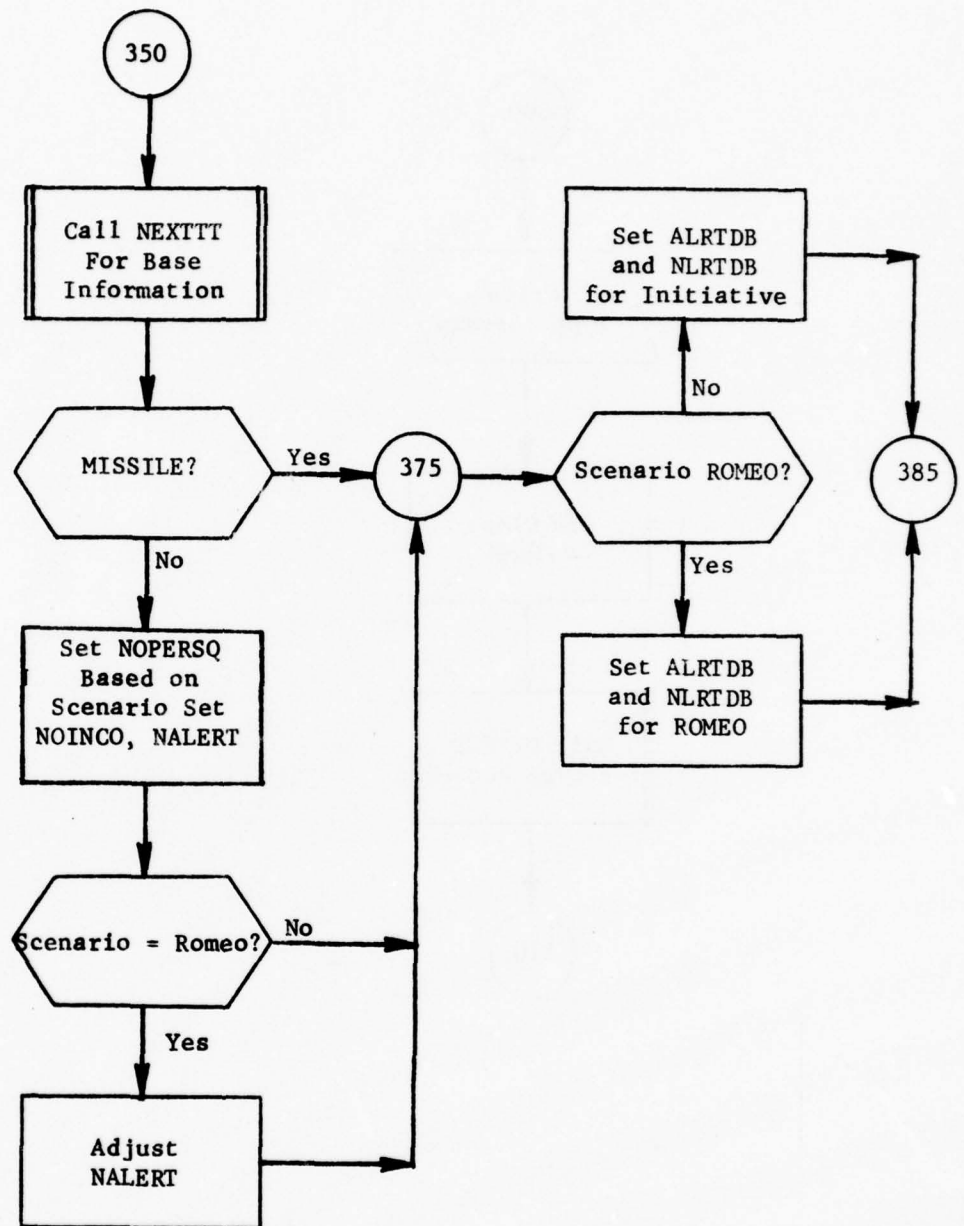 350
Call NEXTTT
For Base
Information
MISSILE?
Yes
No
Set NOPERSQ
Based on
Scenario Set
NOINCO, NALERT
Scenario = Romeo?
No
Yes
Adjust
NALERT
375
Scenario ROMEO?
No
Set ALRTDB
and NLRTDB
for Initiative
Yes
Set ALRTDB
and NLRTDB
for ROMEO
385